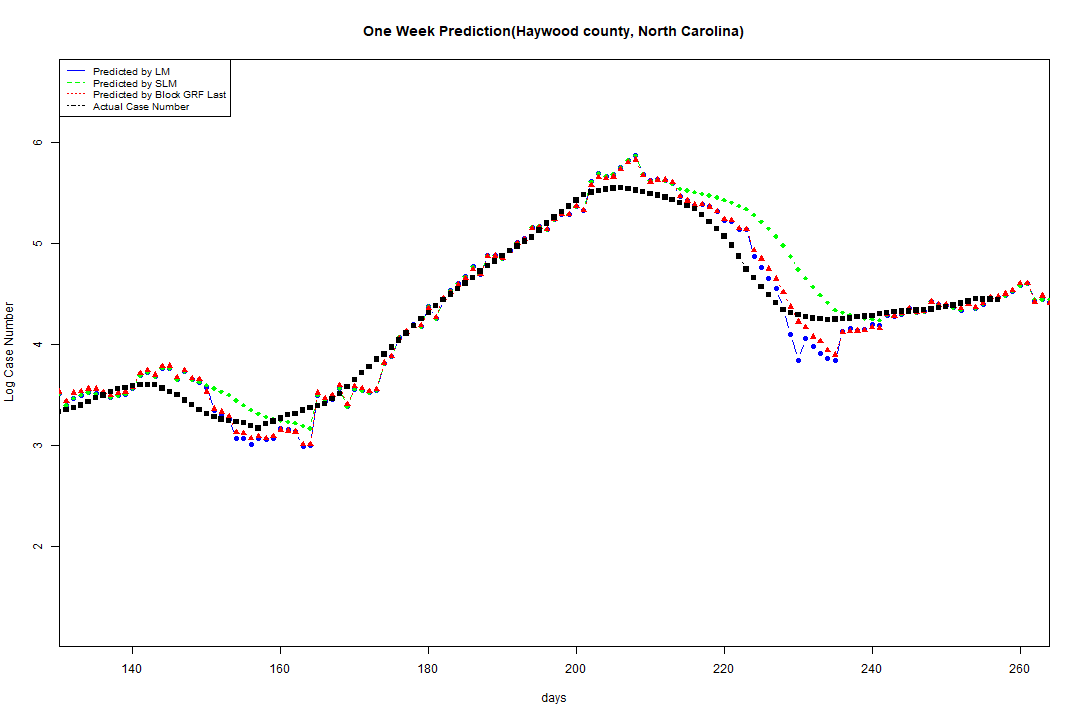 One Week Prediction(Haywood county, North Carolina)
Predicted by LM
Predicted by SLM
Predicted by Block GRF Last
Actual Case Number
Log Case Number
6
5
4
3
2
140 160 180 200 220 240 260
days